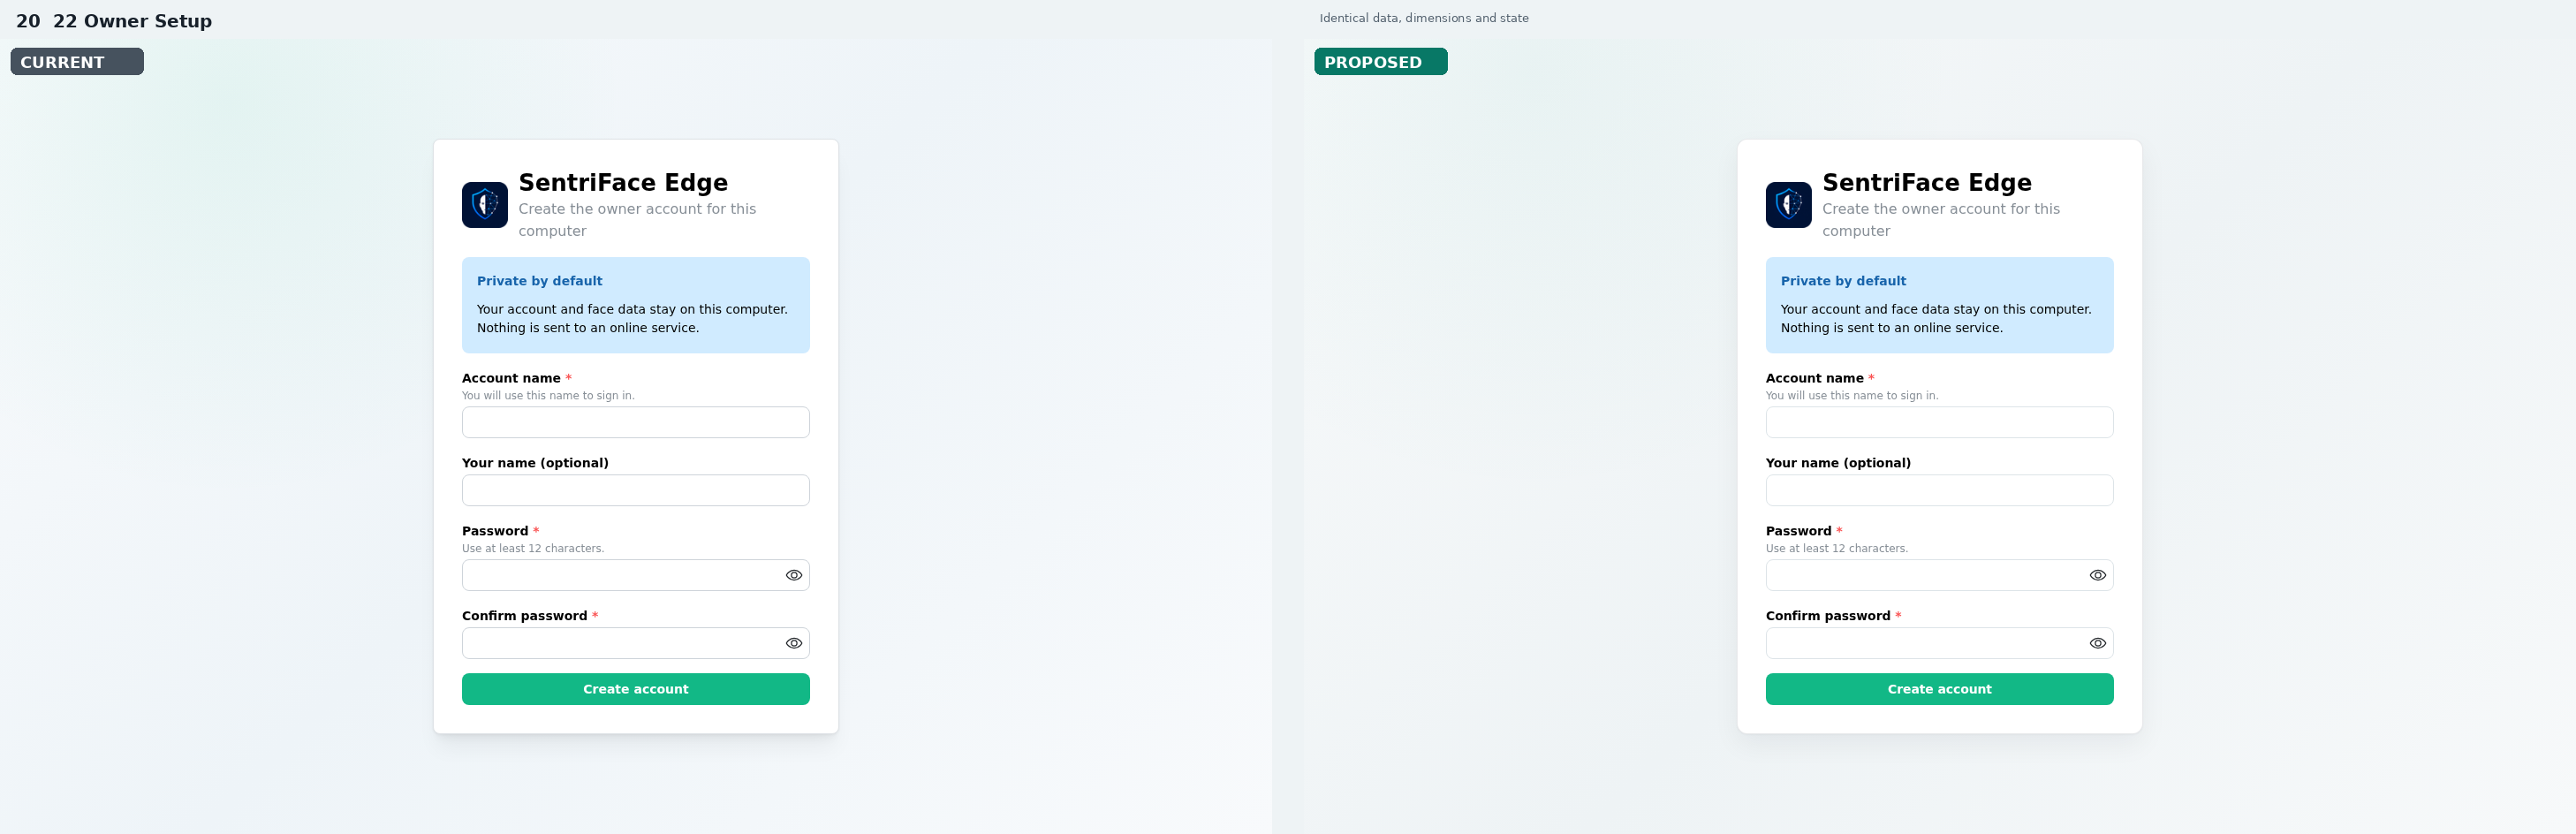 20  22 Owner Setup
Identical data, dimensions and state
CURRENT
SentriFace Edge
Create the owner account for this
computer
Private by default
Your account and face data stay on this computer.
Nothing is sent to an online service.
Account name *
You will use this name to sign in.
Your name (optional)
Password *
Use at least 12 characters.
Confirm password *
Create account
PROPOSED
SentriFace Edge
Create the owner account for this
computer
Private by default
Your account and face data stay on this computer.
Nothing is sent to an online service.
Account name *
You will use this name to sign in.
Your name (optional)
Password *
Use at least 12 characters.
Confirm password *
Create account